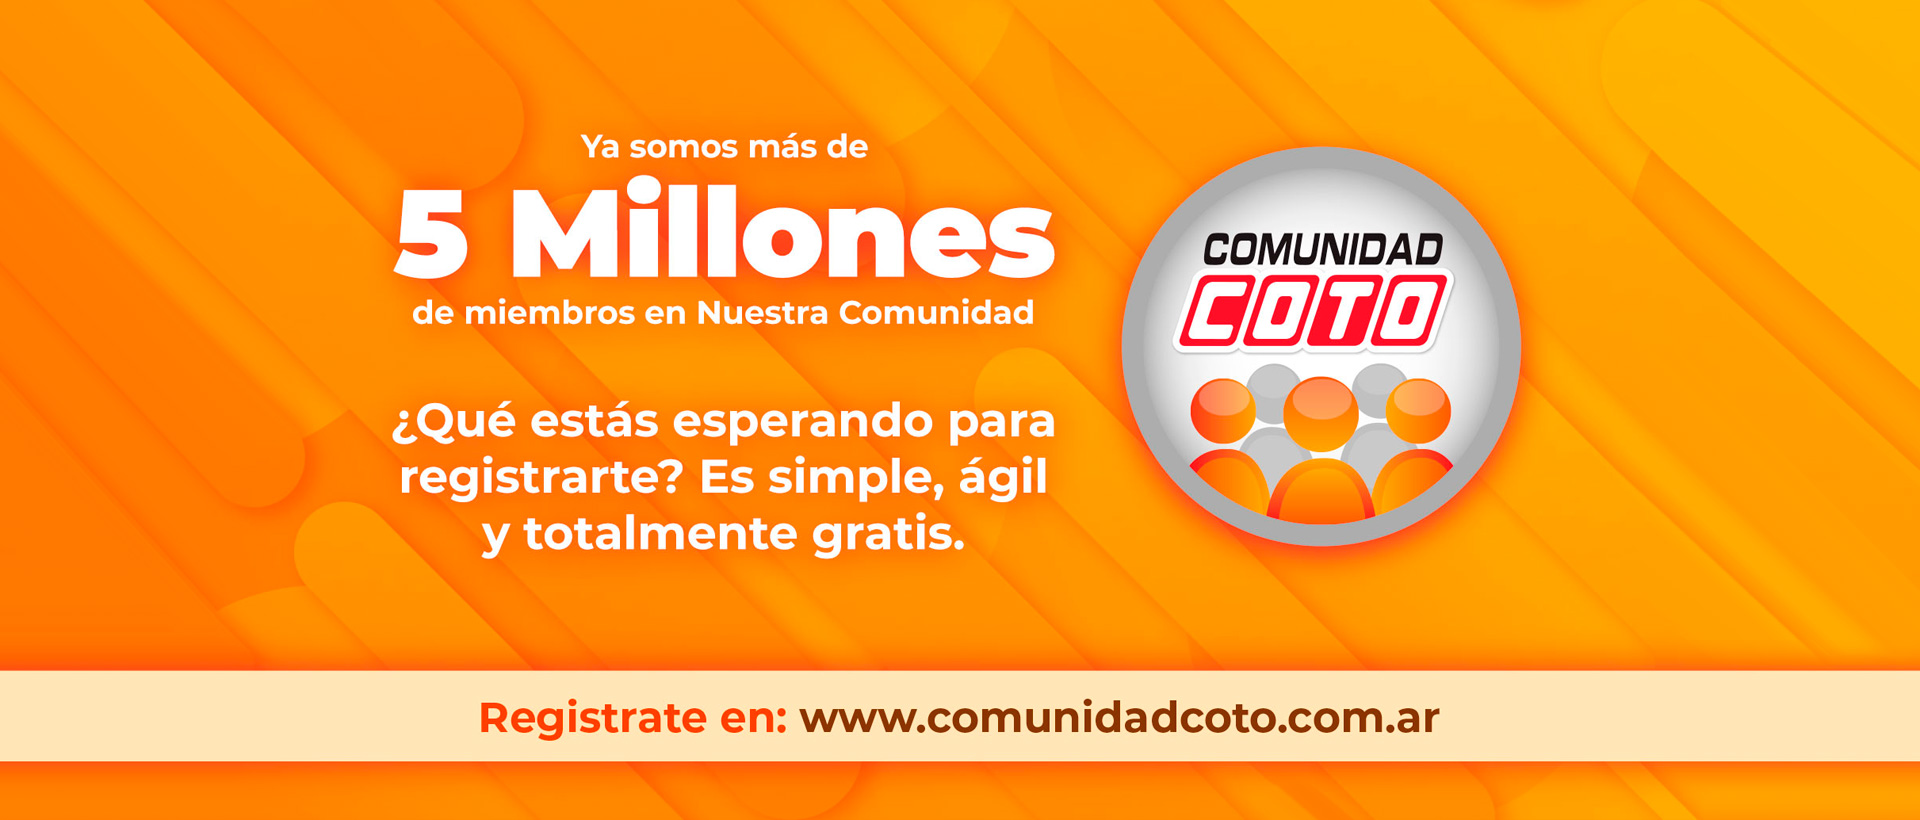 Ya somos más de
5 Millones
de miembros en Nuestra Comunidad
¿Qué estás esperando para
registrarte? Es simple, ágil
y totalmente gratis.
COMUNIDAD
COTO
Registrate en: www.comunidadcoto.com.ar